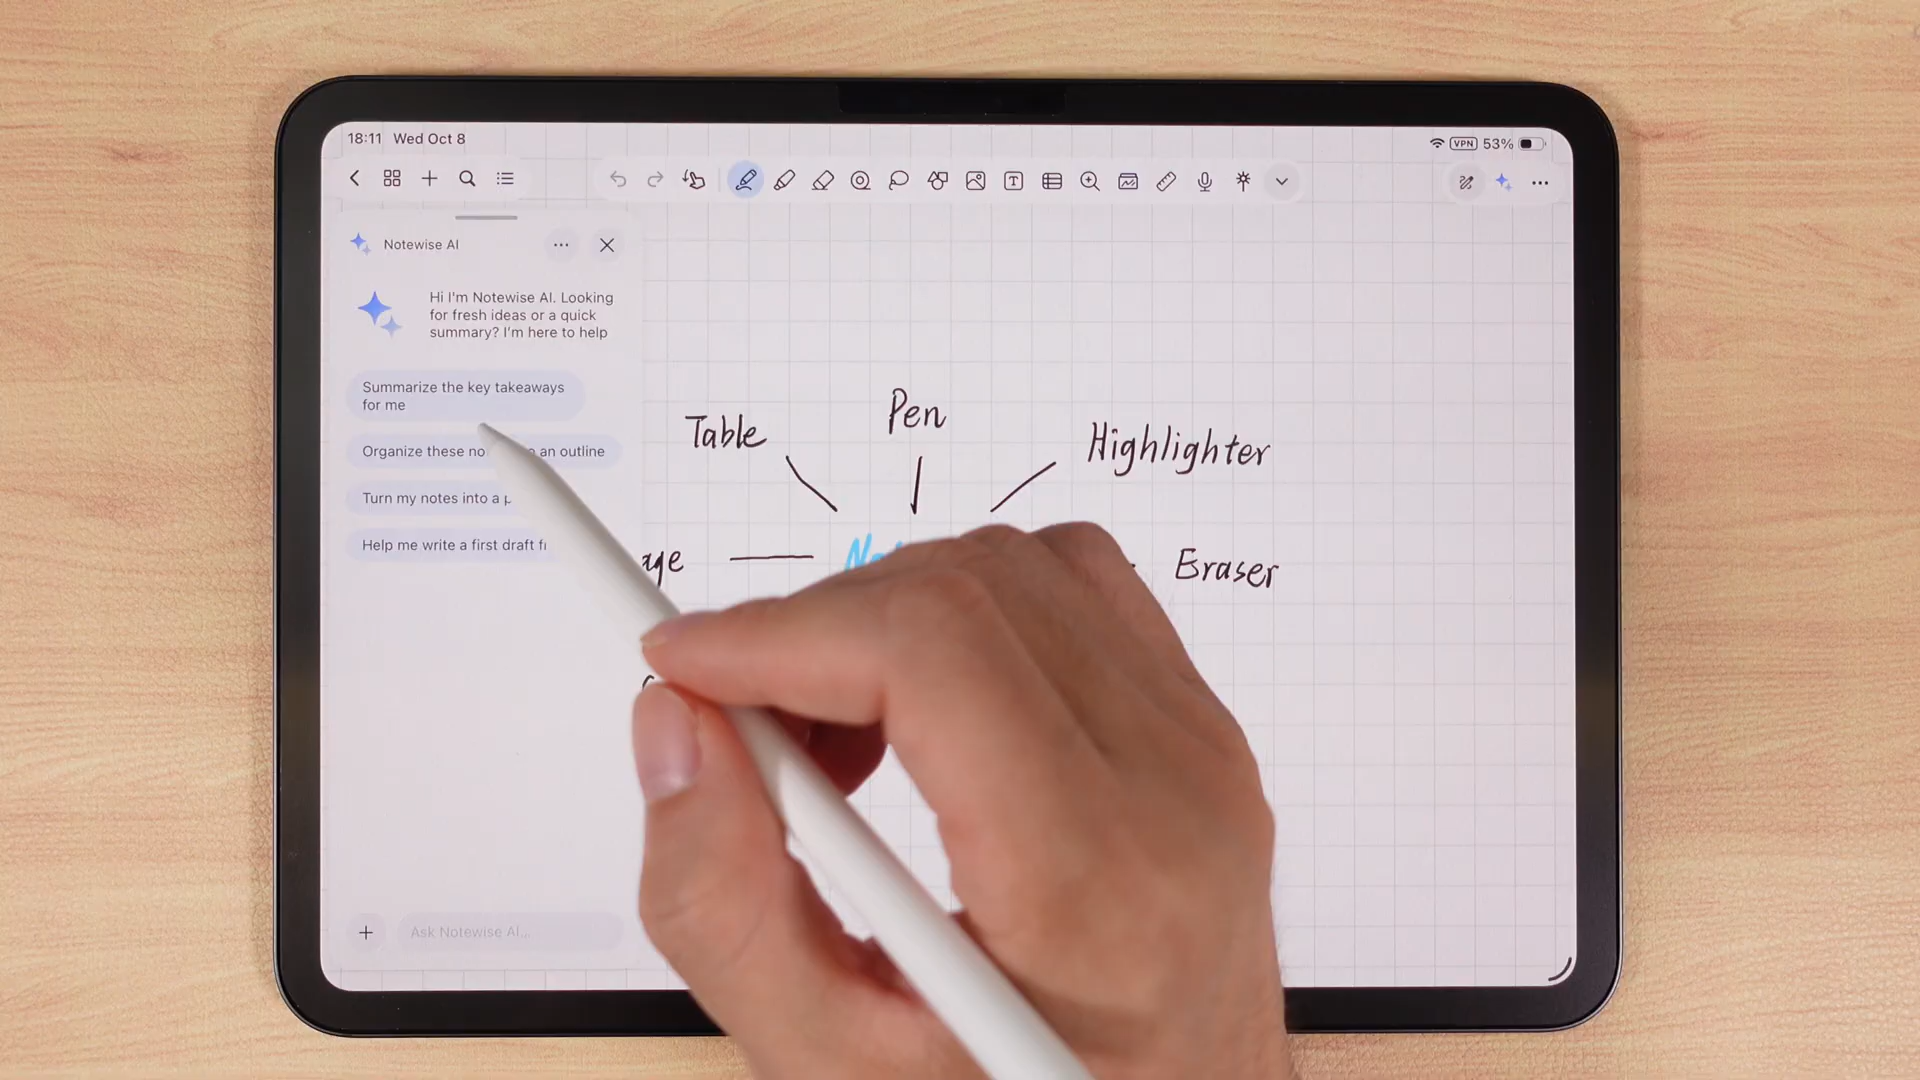 18:11 Wed Oct 8
VPN 53%
Notewise AI
Hi I'm Notewise AI. Looking
for fresh ideas or a quick
summary? I'm here to help
Summarize the key takeaways
for me
Organize these an outline
Turn my notes into a
Help me write a first draft
Ask Notewise AI...
Table
Pen
Highlighter
Eraser